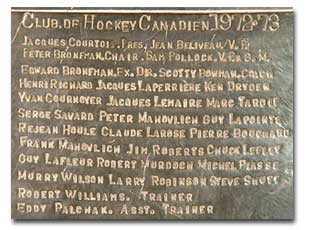 CLUB. DE HOCKEY CANADIEN 1972-73
JACQUES COURTOIS. PRES. JEAN BELIVEAU. V. P.
PETER BRONFMAN. CHAIR. SAM POLLOCK. V.P. & G.M.
EDWARD BRONFMAN. EX. DIR. SCOTTY BOWMAN. COACH
HENRI RICHARD JACQUES LAPERRIERE KEN DRYDEN
YVAN COURNOYER JACQUES LEMAIRE MARC TARDIF
SERGE SAVARD PETER MAHOVLICH GUY LAPOINTE
REJEAN HOULE CLAUDE LAROSE PIERRE BOUCHARD
FRANK MAHOVLICH JIM ROBERTS CHUCK LEFLEY
GUY LAFLEUR ROBERT MURDOCH MICHEL PLASSE
MURRY WILSON LARRY ROBINSON STEVE SHUTT
ROBERT WILLIAMS. TRAINER
EDDY PALCHAK. ASST. TRAINER